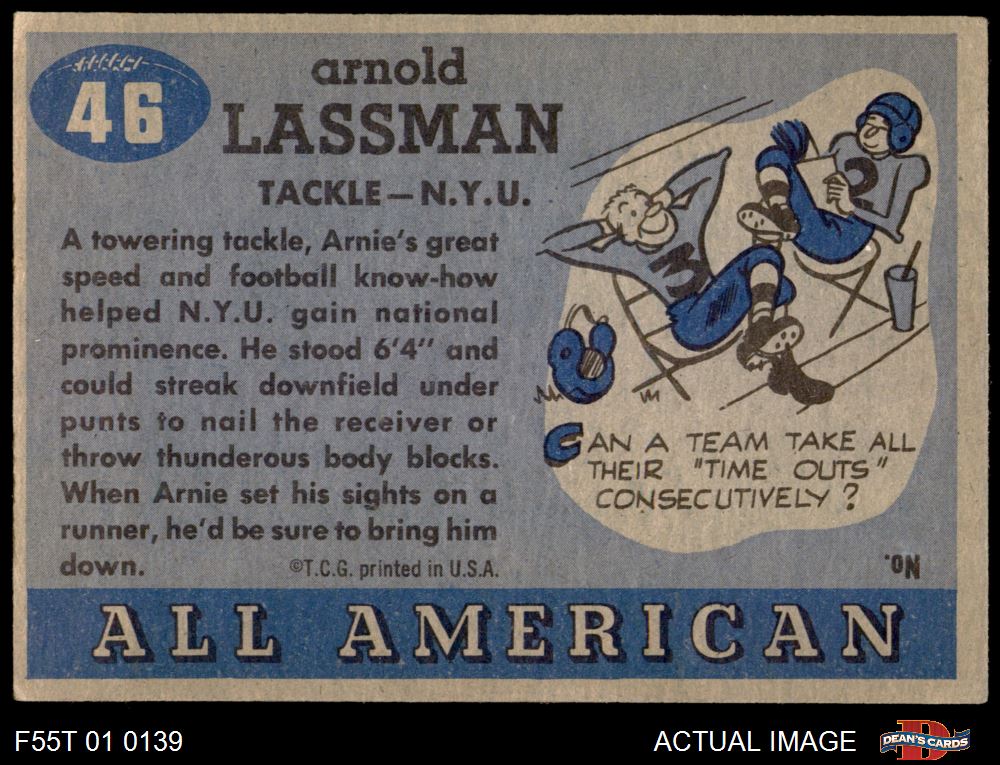 46
arnold
LASSMAN
TACKLE — N.Y.U.
A towering tackle, Arnie's great
speed and football know-how
helped N.Y.U. gain national
prominence. He stood 6'4" and
could streak downfield under
punts to nail the receiver or
throw thunderous body blocks.
When Arnie set his sights on a
runner, he'd be sure to bring him
down.
©T.C.G. printed in U.S.A.
2
3
CAN A TEAM TAKE ALL
THEIR "TIME OUTS"
CONSECUTIVELY ?
NO.
ALL AMERICAN
F55T 01 0139
ACTUAL IMAGE
D
DEAN'S CARDS